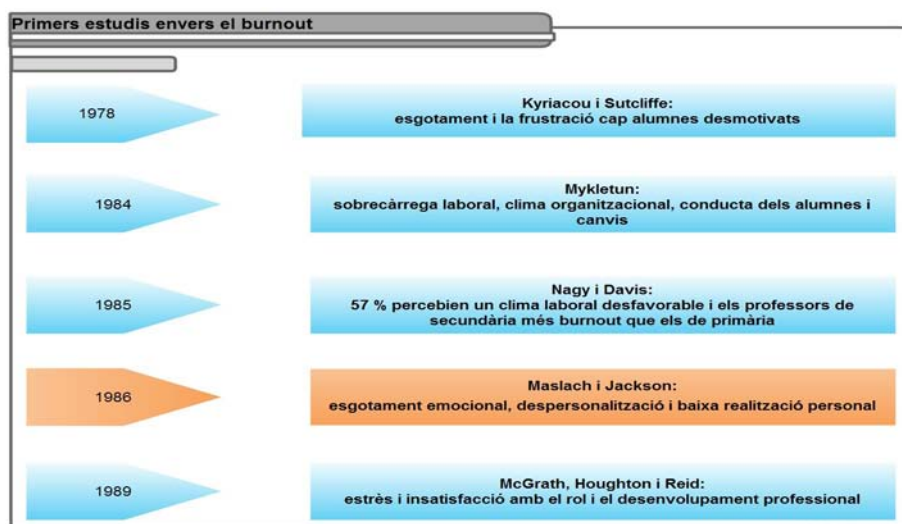 Primers estudis envers el burnout
1978
Kyriacou i Sutcliffe:
esgotament i la frustració cap alumnes desmotivats
1984
Mykletun:
sobrecàrrega laboral, clima organitzacional, conducta dels alumnes i
canvis
1985
Nagy i Davis:
57 % percebien un clima laboral desfavorable i els professors de
secundària més burnout que els de primària
1986
Maslach i Jackson:
esgotament emocional, despersonalització i baixa realització personal
1989
McGrath, Houghton i Reid:
estrès i insatisfacció amb el rol i el desenvolupament professional